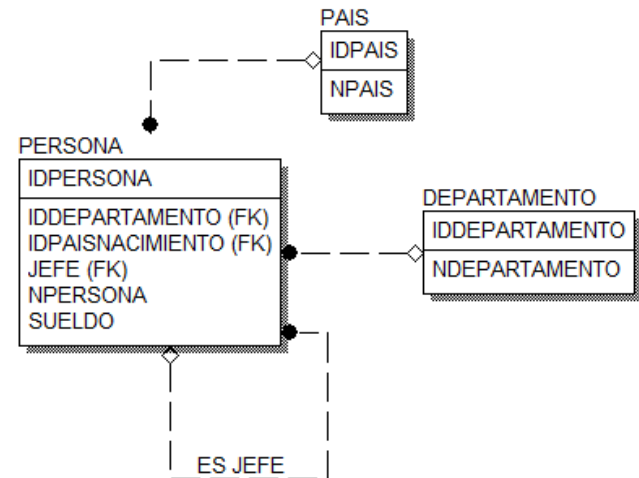 PAIS
IDPAIS
NPAIS
PERSONA
IDPERSONA
IDDEPARTAMENTO (FK)
IDPAISNACIMIENTO (FK)
JEFE (FK)
NPERSONA
SUELDO
DEPARTAMENTO
IDDEPARTAMENTO
NDEPARTAMENTO
ES JEFE